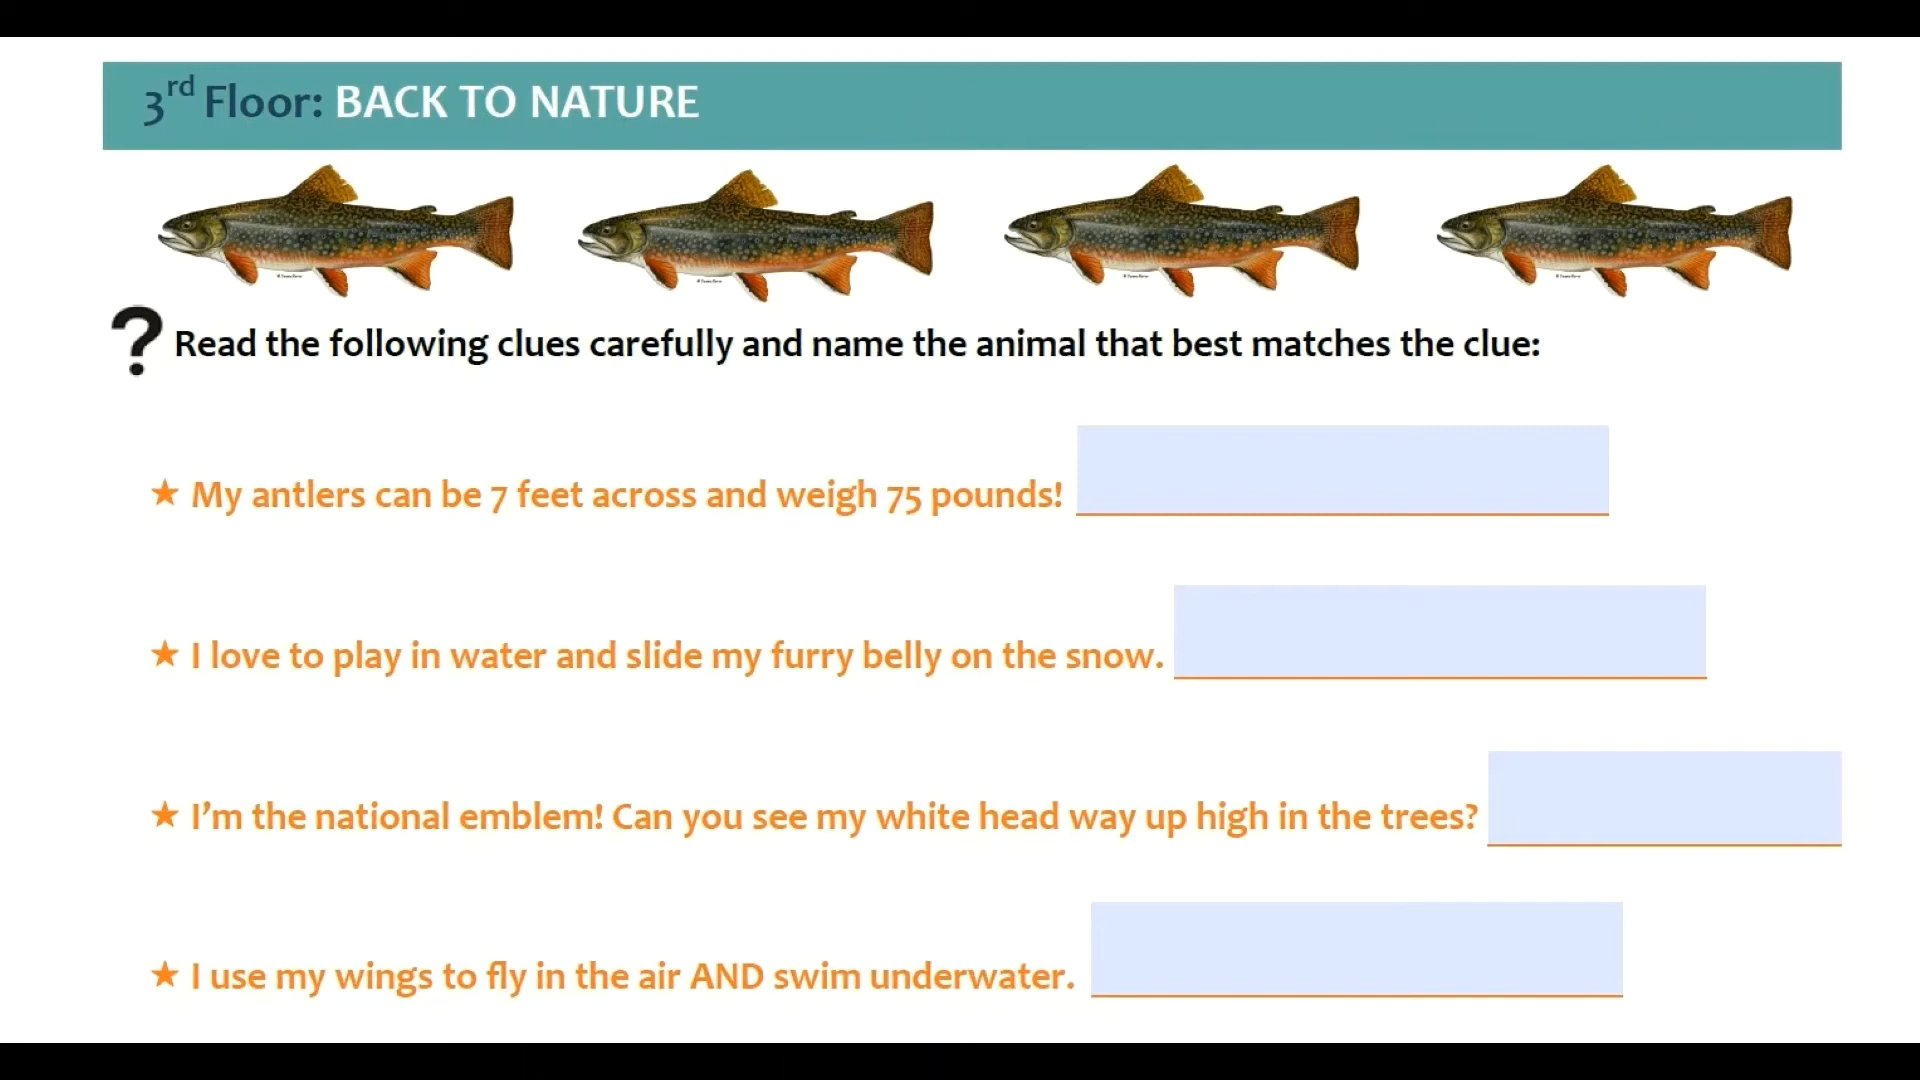 3rd Floor: BACK TO NATURE
? Read the following clues carefully and name the animal that best matches the clue:
★ My antlers can be 7 feet across and weigh 75 pounds!
★ I love to play in water and slide my furry belly on the snow.
★ I'm the national emblem! Can you see my white head way up high in the trees?
★ I use my wings to fly in the air AND swim underwater.